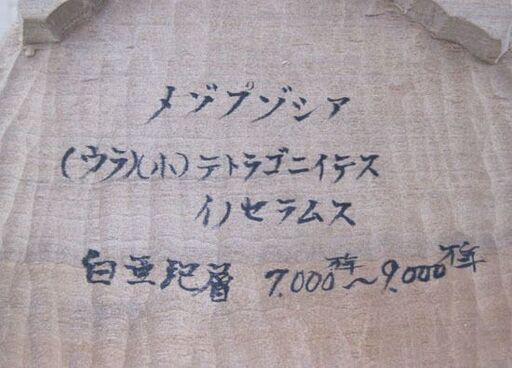 メゾプゾシア
(ウラ)(小)テトラゴニイテス
イノセラムス
白亜紀層 7.000万年〜9.000万年